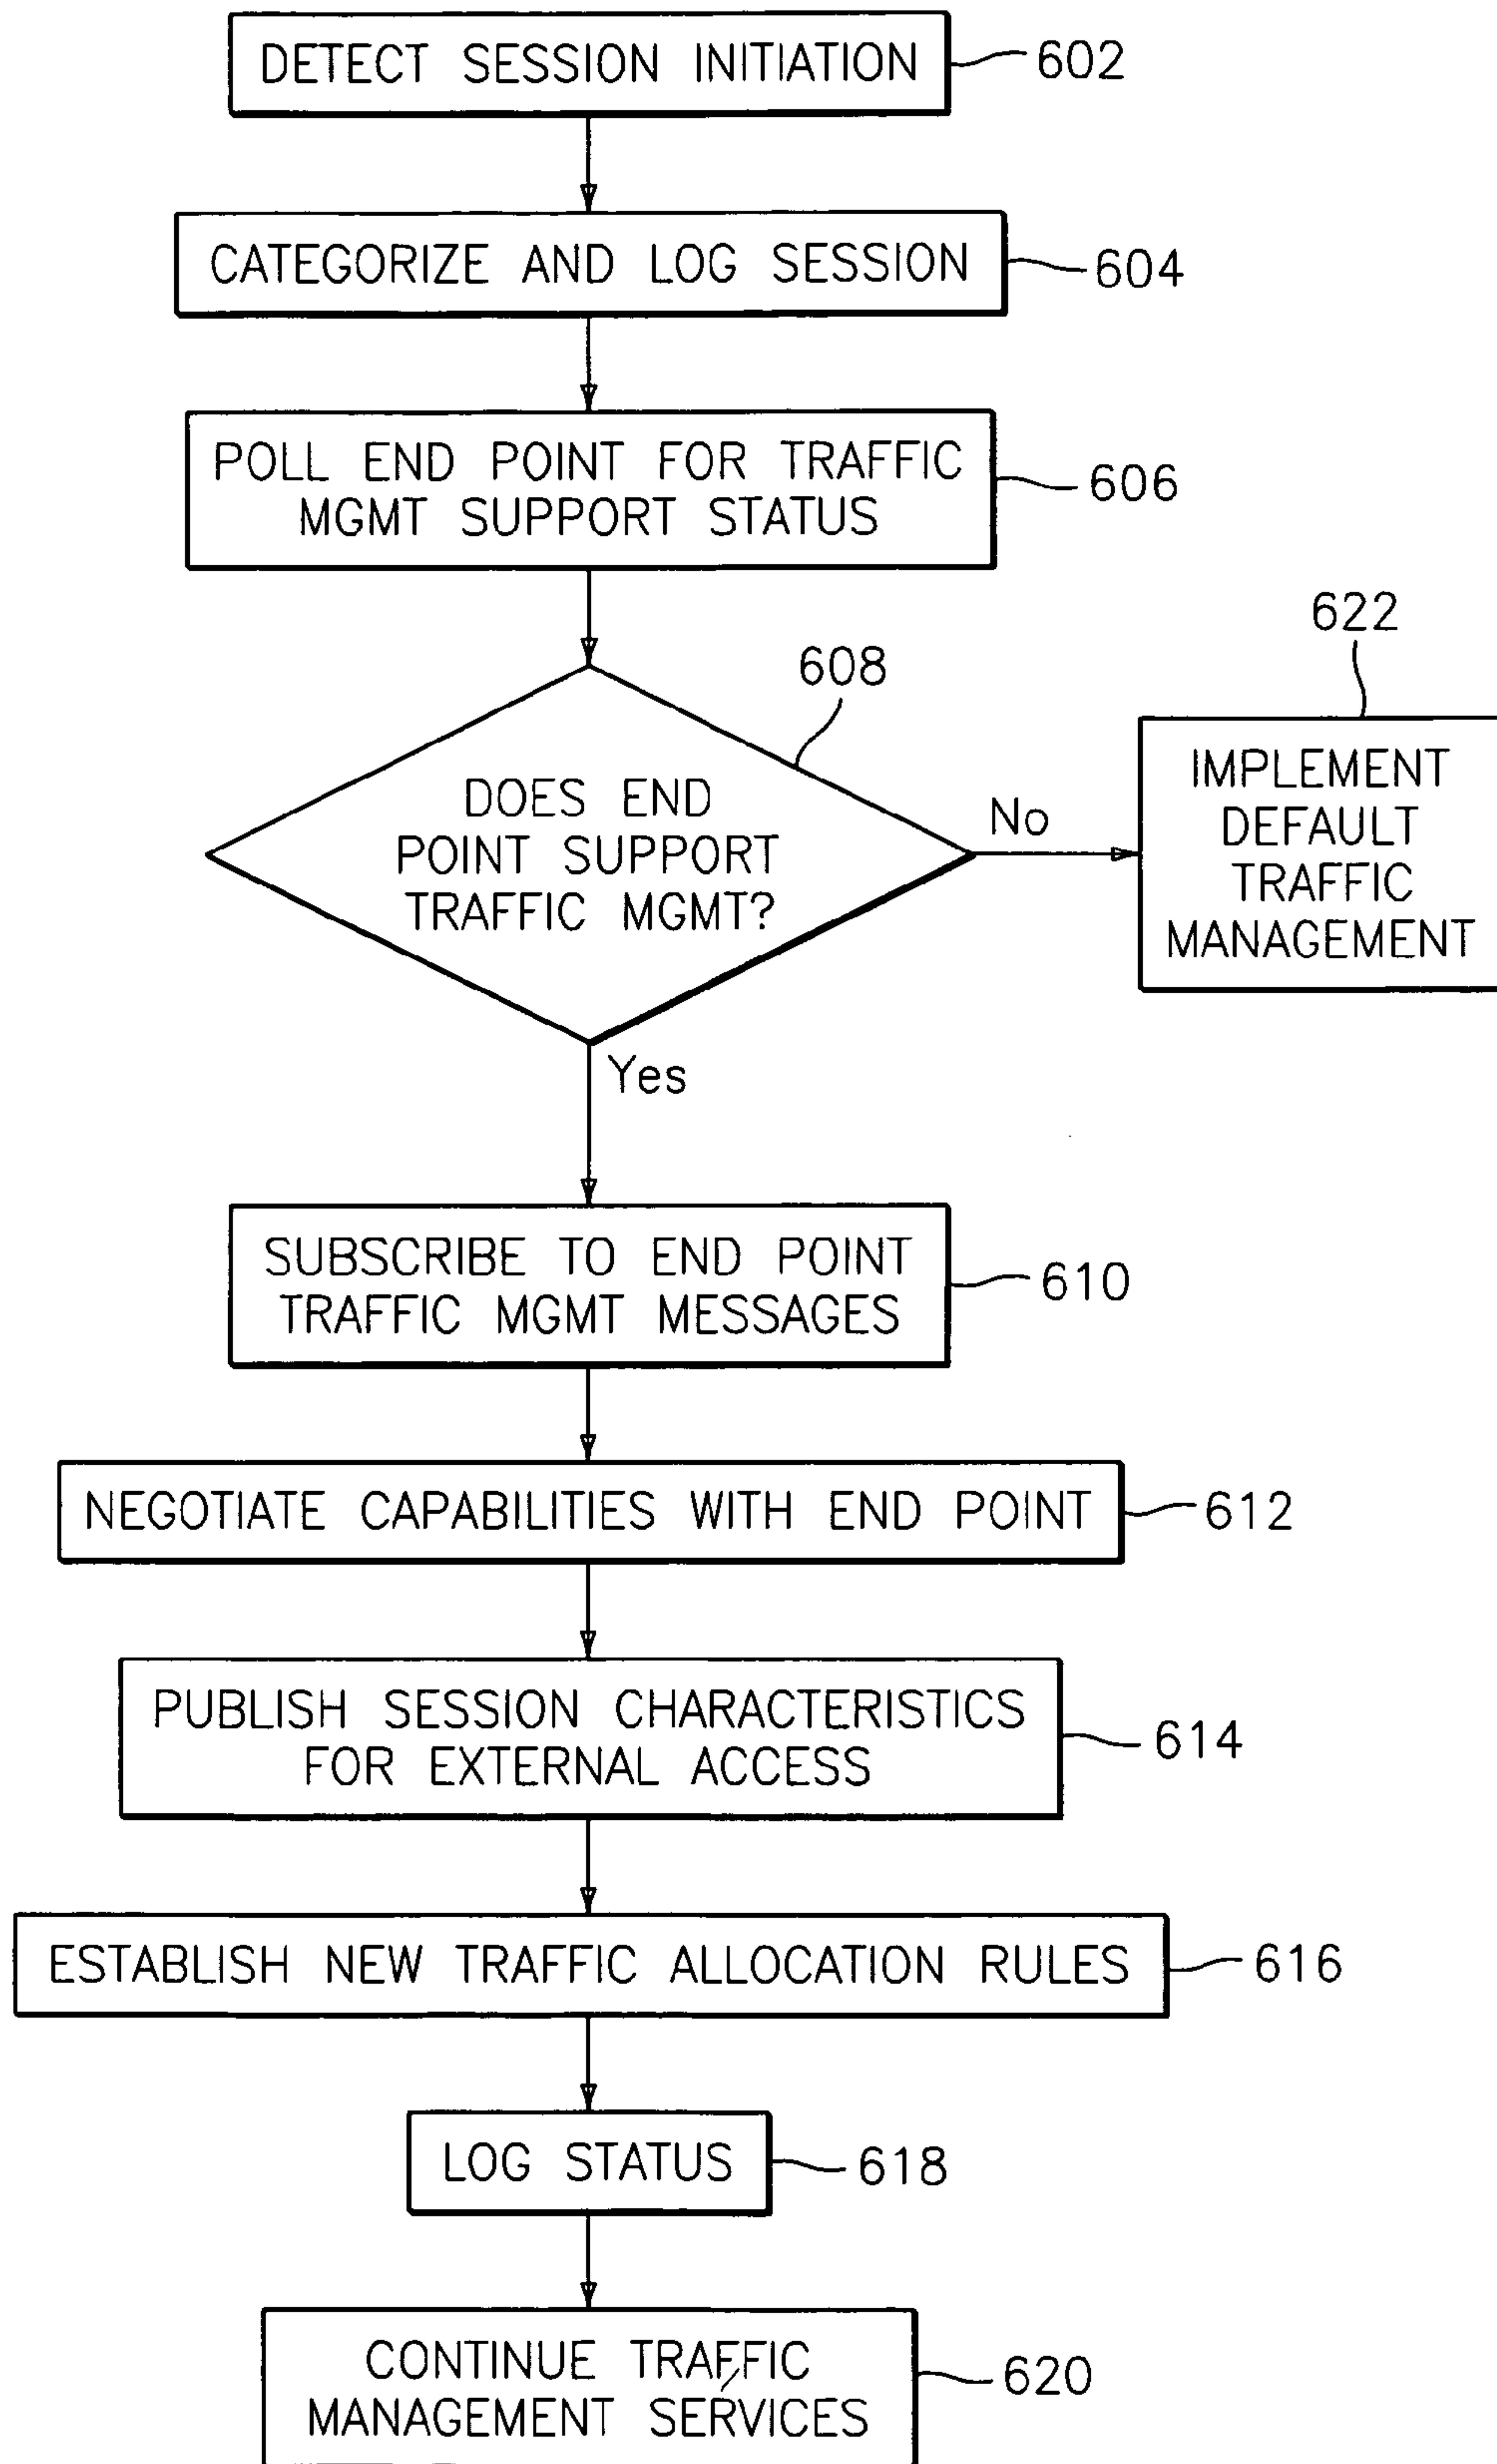 DETECT SESSION INITIATION
602
CATEGORIZE AND LOG SESSION
604
POLL END POINT FOR TRAFFIC
MGMT SUPPORT STATUS
606
608
DOES END
POINT SUPPORT
TRAFFIC MGMT?
No
622
IMPLEMENT
DEFAULT
TRAFFIC
MANAGEMENT
Yes
SUBSCRIBE TO END POINT
TRAFFIC MGMT MESSAGES
610
NEGOTIATE CAPABILITIES WITH END POINT
612
PUBLISH SESSION CHARACTERISTICS
FOR EXTERNAL ACCESS
614
ESTABLISH NEW TRAFFIC ALLOCATION RULES
616
LOG STATUS
618
CONTINUE TRAFFIC
MANAGEMENT SERVICES
620